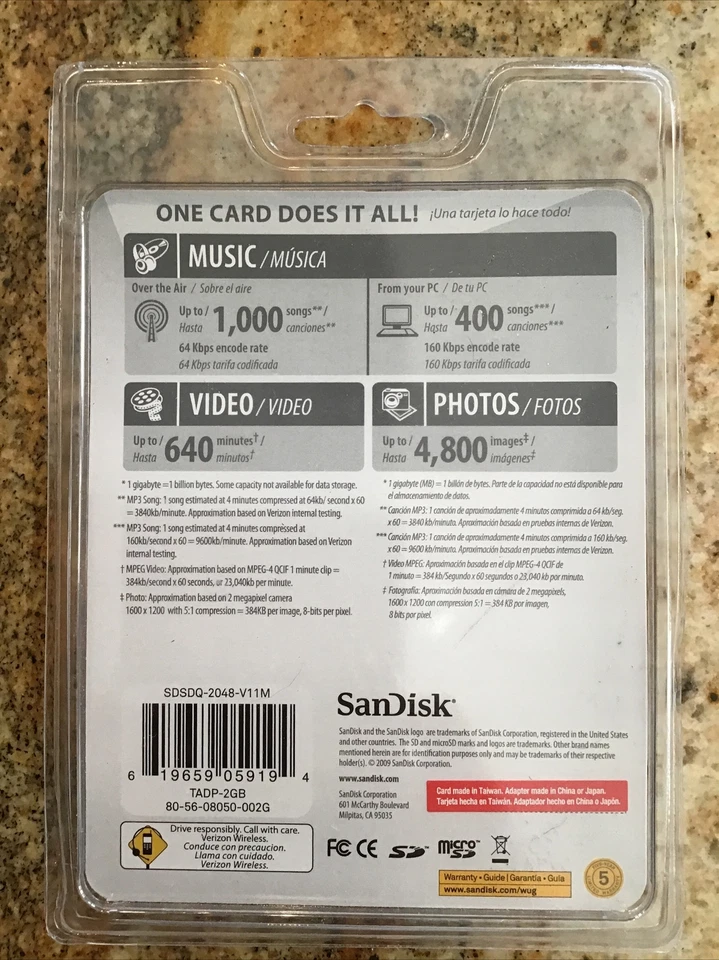 ONE CARD DOES IT ALL! ¡Una tarjeta lo hace todo!
MUSIC / MÚSICA
Over the Air / Sobre el aire
Up to / Hasta 1,000 songs** / canciones**
64 Kbps encode rate
64 Kbps tarifa codificada
From your PC / De tu PC
Up to / Hasta 400 songs*** / canciones***
160 Kbps encode rate
160 Kbps tarifa codificada
VIDEO / VIDEO
Up to / Hasta 640 minutes† / minutos†
PHOTOS / FOTOS
Up to / Hasta 4,800 images‡ / imágenes‡
* 1 gigabyte =1 billion bytes. Some capacity not available for data storage.
** MP3 Song: 1 song estimated at 4 minutes compressed at 64kb/ second x 60
= 3840kb/minute. Approximation based on Verizon internal testing.
*** MP3 Song: 1 song estimated at 4 minutes compressed at
160kb/second x 60 = 9600kb/minute. Approximation based on Verizon
internal testing.
† MPEG Video: Approximation based on MPEG-4 QCIF 1 minute clip =
384kb/second x 60 seconds, or 23,040kb per minute.
‡ Photo: Approximation based on 2 megapixel camera
1600 x 1200 with 5:1 compression = 384KB per image, 8-bits per pixel.
* 1 gigabyte (MB) = 1 billón de bytes. Parte de la capacidad no está disponible para
el almacenamiento de datos.
** Canción MP3: 1 canción de aproximadamente 4 minutos comprimida a 64 kb/seg.
x 60 = 3840 kb/minuto. Aproximación basada en pruebas internas de Verizon.
*** Canción MP3: 1 canción de aproximadamente 4 minutos comprimida a 160 kb/seg.
x 60 = 9600 kb/minuto. Aproximación basada en pruebas internas de Verizon.
† Video MPEG: Aproximación basada en el clip MPEG-4 QCIF de
1 minuto = 384 kb/Segundo x 60 segundos o 23,040 kb por minuto.
‡ Fotografía: Aproximación basada en cámara de 2 megapixels,
1600 x 1200 con compression 5:1 = 384 KB por imagen,
8 bits por pixel.
SDSDQ-2048-V11M
6 19659 05919 4
TADP-2GB
80-56-08050-002G
Drive responsibly. Call with care.
Verizon Wireless.
Conduce con precaucion.
Llama con cuidado.
Verizon Wireless.
SanDisk®
SanDisk and the SanDisk logo are trademarks of SanDisk Corporation, registered in the United States
and other countries. The SD and microSD marks and logos are trademarks. Other brand names
mentioned herein are for identification purposes only and may be trademarks of their respective
holder(s). © 2009 SanDisk Corporation.
www.sandisk.com
SanDisk Corporation
601 McCarthy Boulevard
Milpitas, CA 95035
Card made in Taiwan. Adapter made in China or Japan.
Tarjeta hecha en Taiwán. Adaptador hecho en China o Japón.
FC CE SD™ micro SD™
Warranty • Guide | Garantía • Guía
www.sandisk.com/wug
5